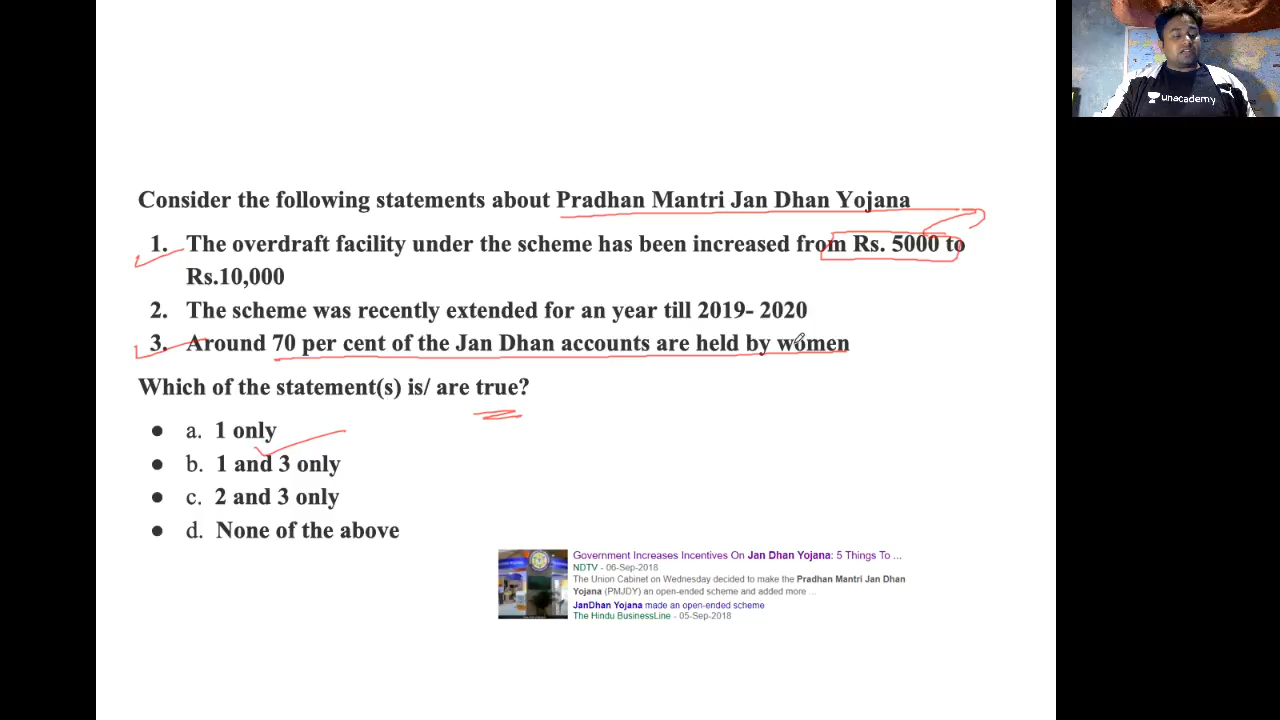 unacademy
Consider the following statements about Pradhan Mantri Jan Dhan Yojana
1. The overdraft facility under the scheme has been increased from Rs. 5000 to
Rs.10,000
2. The scheme was recently extended for an year till 2019- 2020
3. Around 70 per cent of the Jan Dhan accounts are held by women
Which of the statement(s) is/ are true?
● a. 1 only
● b. 1 and 3 only
● c. 2 and 3 only
● d. None of the above
Government Increases Incentives On Jan Dhan Yojana: 5 Things To ...
NDTV - 06-Sep-2018
The Union Cabinet on Wednesday decided to make the Pradhan Mantri Jan Dhan
Yojana (PMJDY) an open-ended scheme and added more ...
JanDhan Yojana made an open-ended scheme
The Hindu BusinessLine - 05-Sep-2018